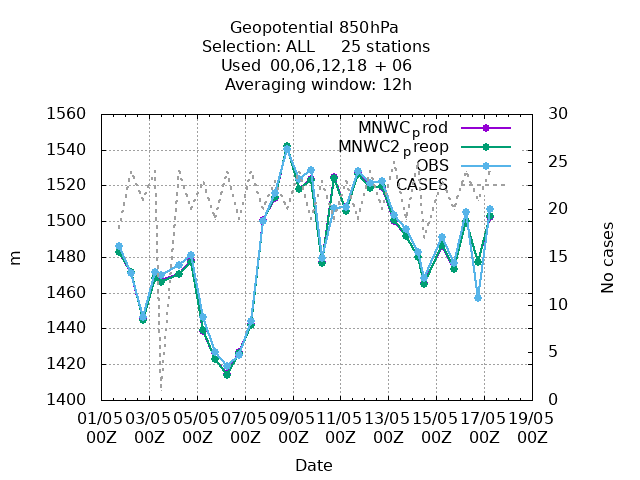 Geopotential 850hPa
Selection: ALL 25 stations
Used 00,06,12,18 + 06
Averaging window: 12h
MNWC_prod
MNWC2_preop
OBS
CASES
1560
1540
1520
1500
1480
1460
1440
1420
1400
m
30
25
20
15
10
5
0
No cases
01/05 03/05 05/05 07/05 09/05 11/05 13/05 15/05 17/05 19/05
00Z 00Z 00Z 00Z 00Z 00Z 00Z 00Z 00Z 00Z
Date